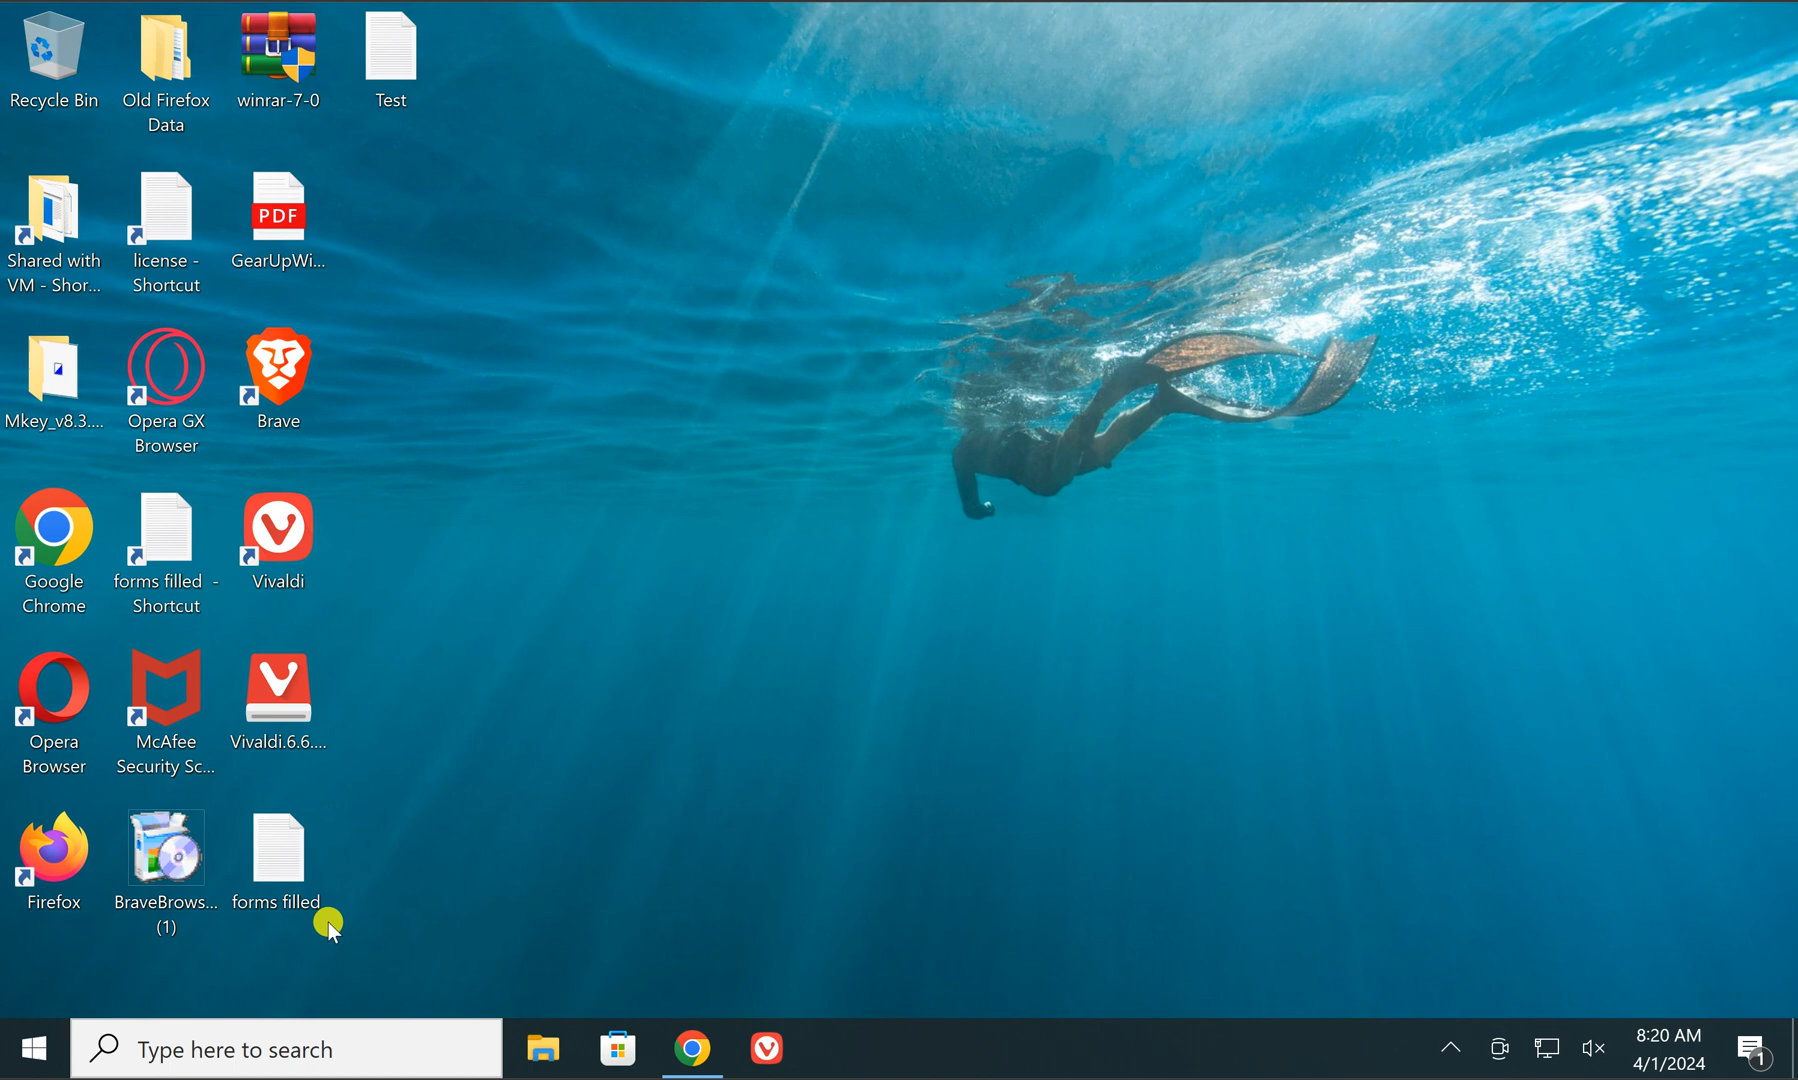 Recycle Bin
Old Firefox
Data
winrar-7-0
Test
Shared with
VM - Shor...
license -
Shortcut
PDF
GearUpWi...
Mkey_v8.3....
Opera GX
Browser
Brave
Google
Chrome
forms filled -
Shortcut
Vivaldi
Opera
Browser
McAfee
Security Sc...
Vivaldi.6.6....
Firefox
BraveBrows...
(1)
forms filled
Type here to search
8:20 AM
4/1/2024
1